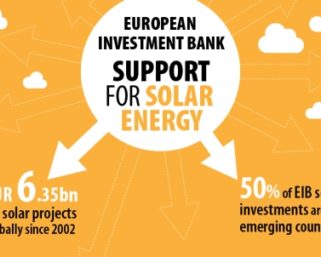 EUROPEAN
INVESTMENT BANK
SUPPORT
FOR SOLAR
ENERGY
6.35bn
solar projects
since 2002
50% of EIB
investments
emerging